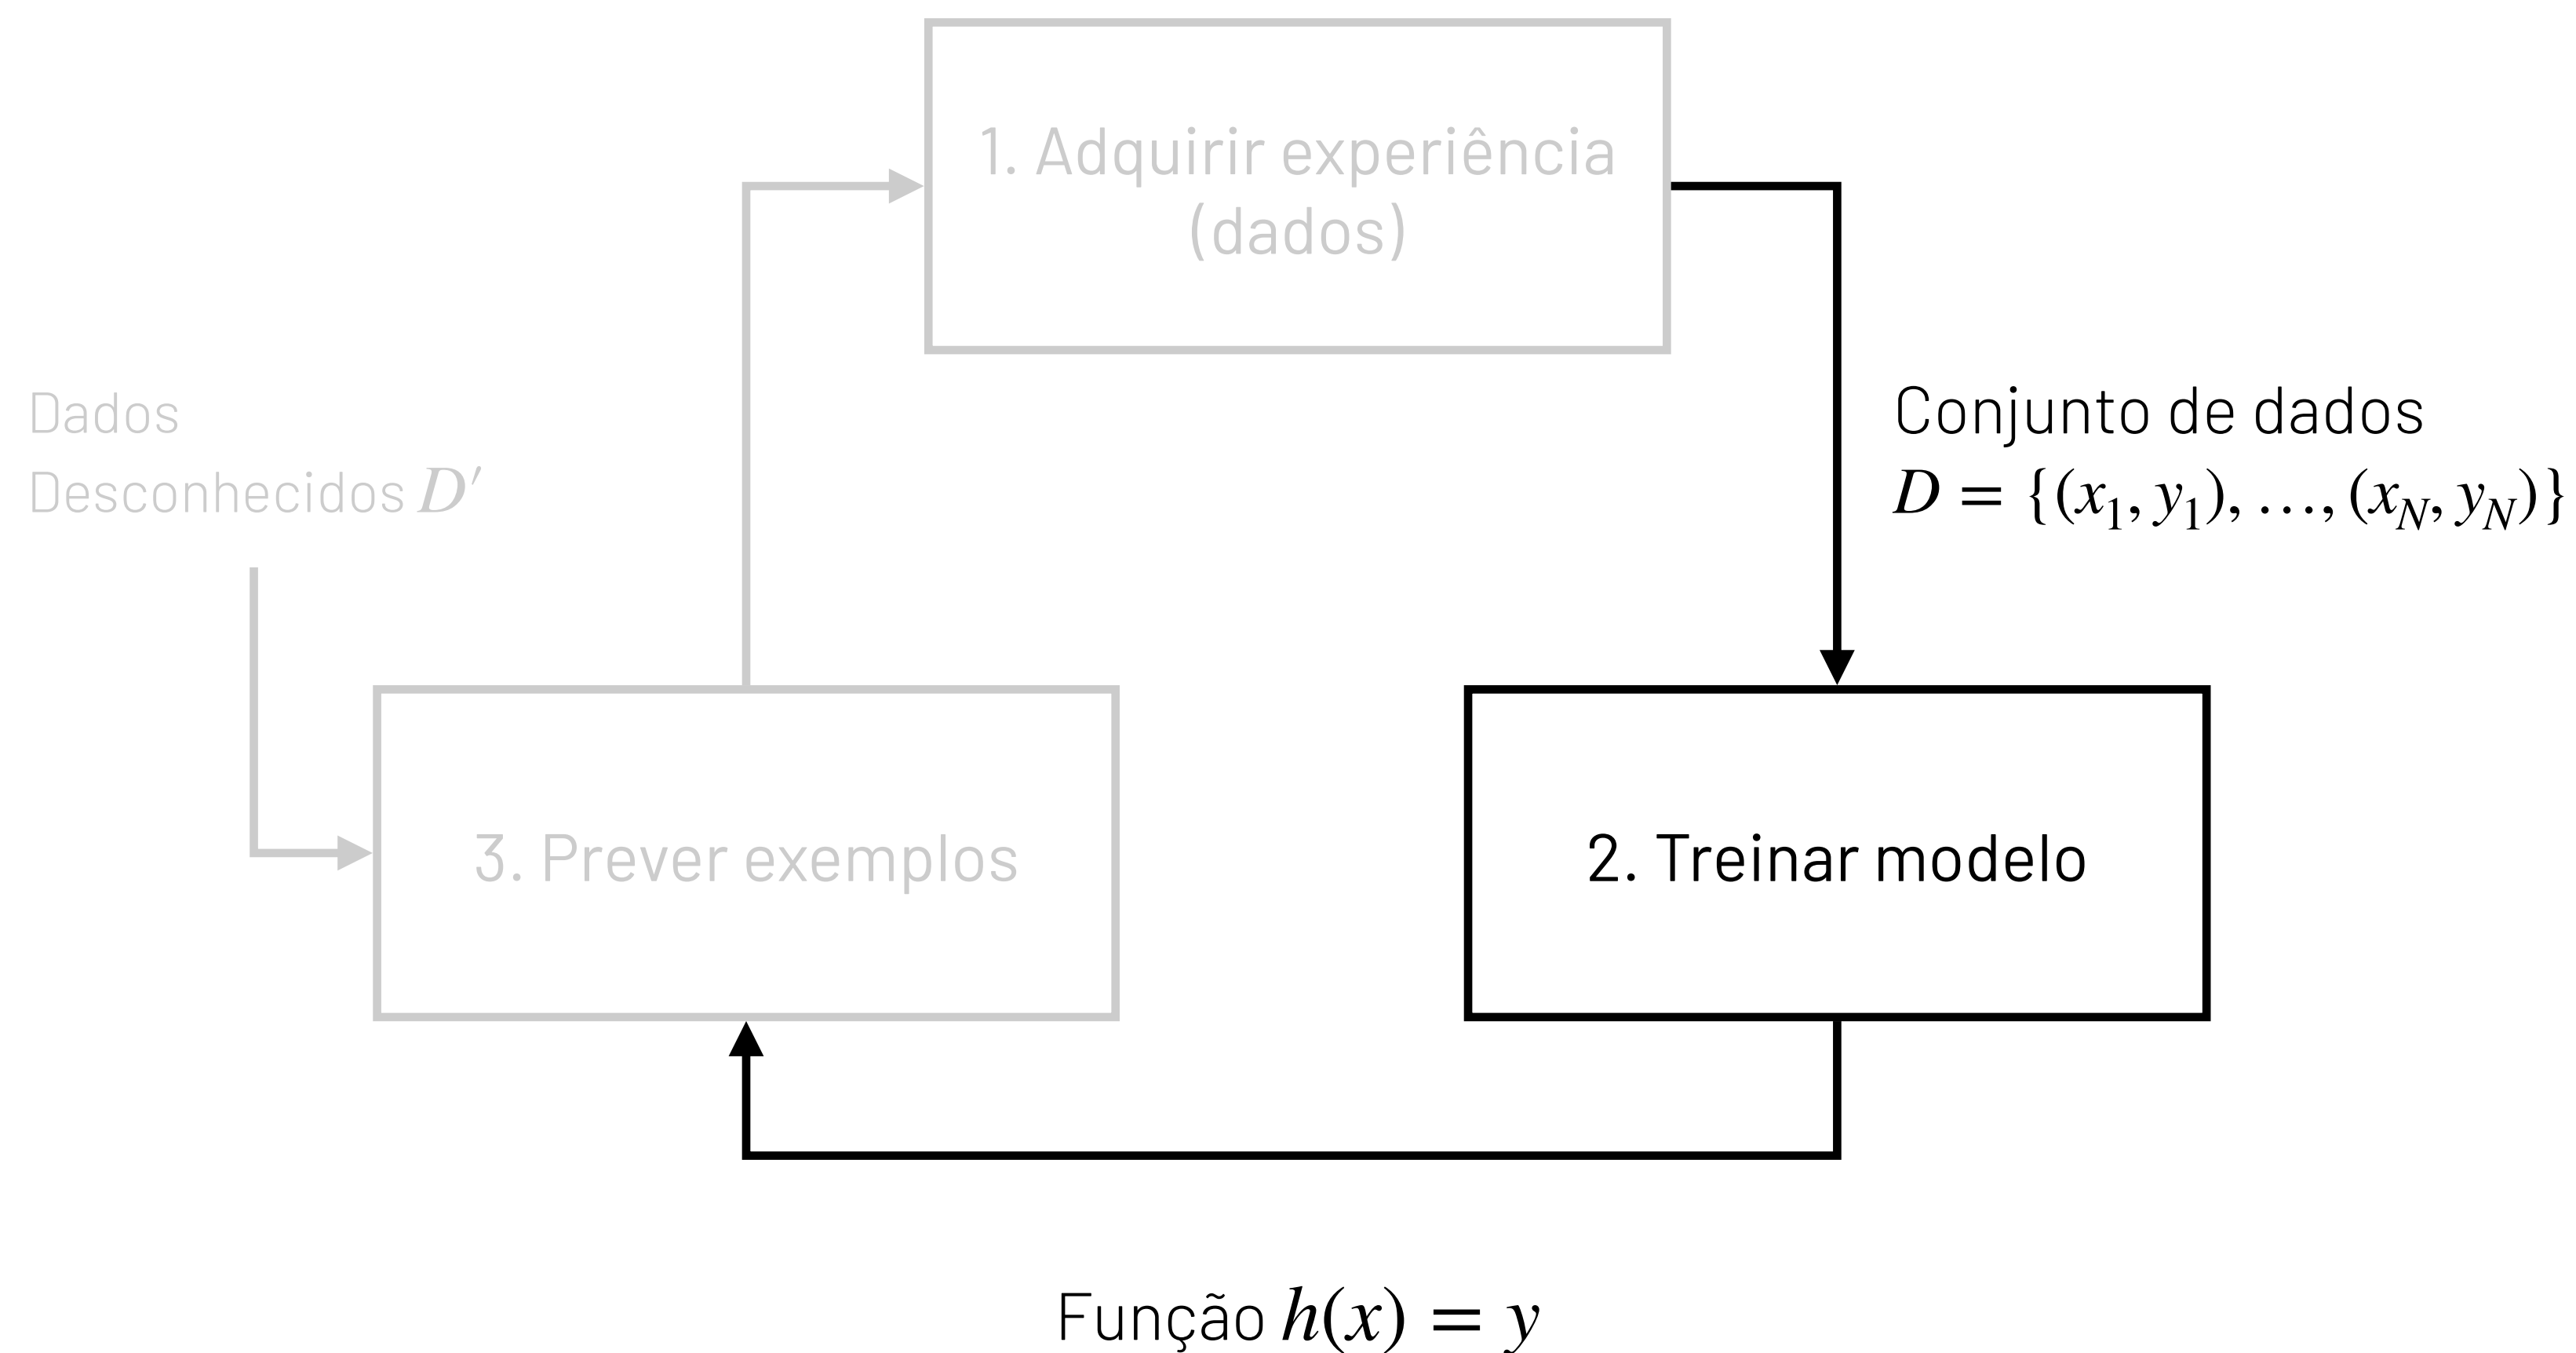 1. Adquirir experiência
(dados)
Dados
Desconhecidos D′
Conjunto de dados
D = {(x₁, y₁), …, (x_N, y_N)}
3. Prever exemplos
2. Treinar modelo
Função h(x) = y